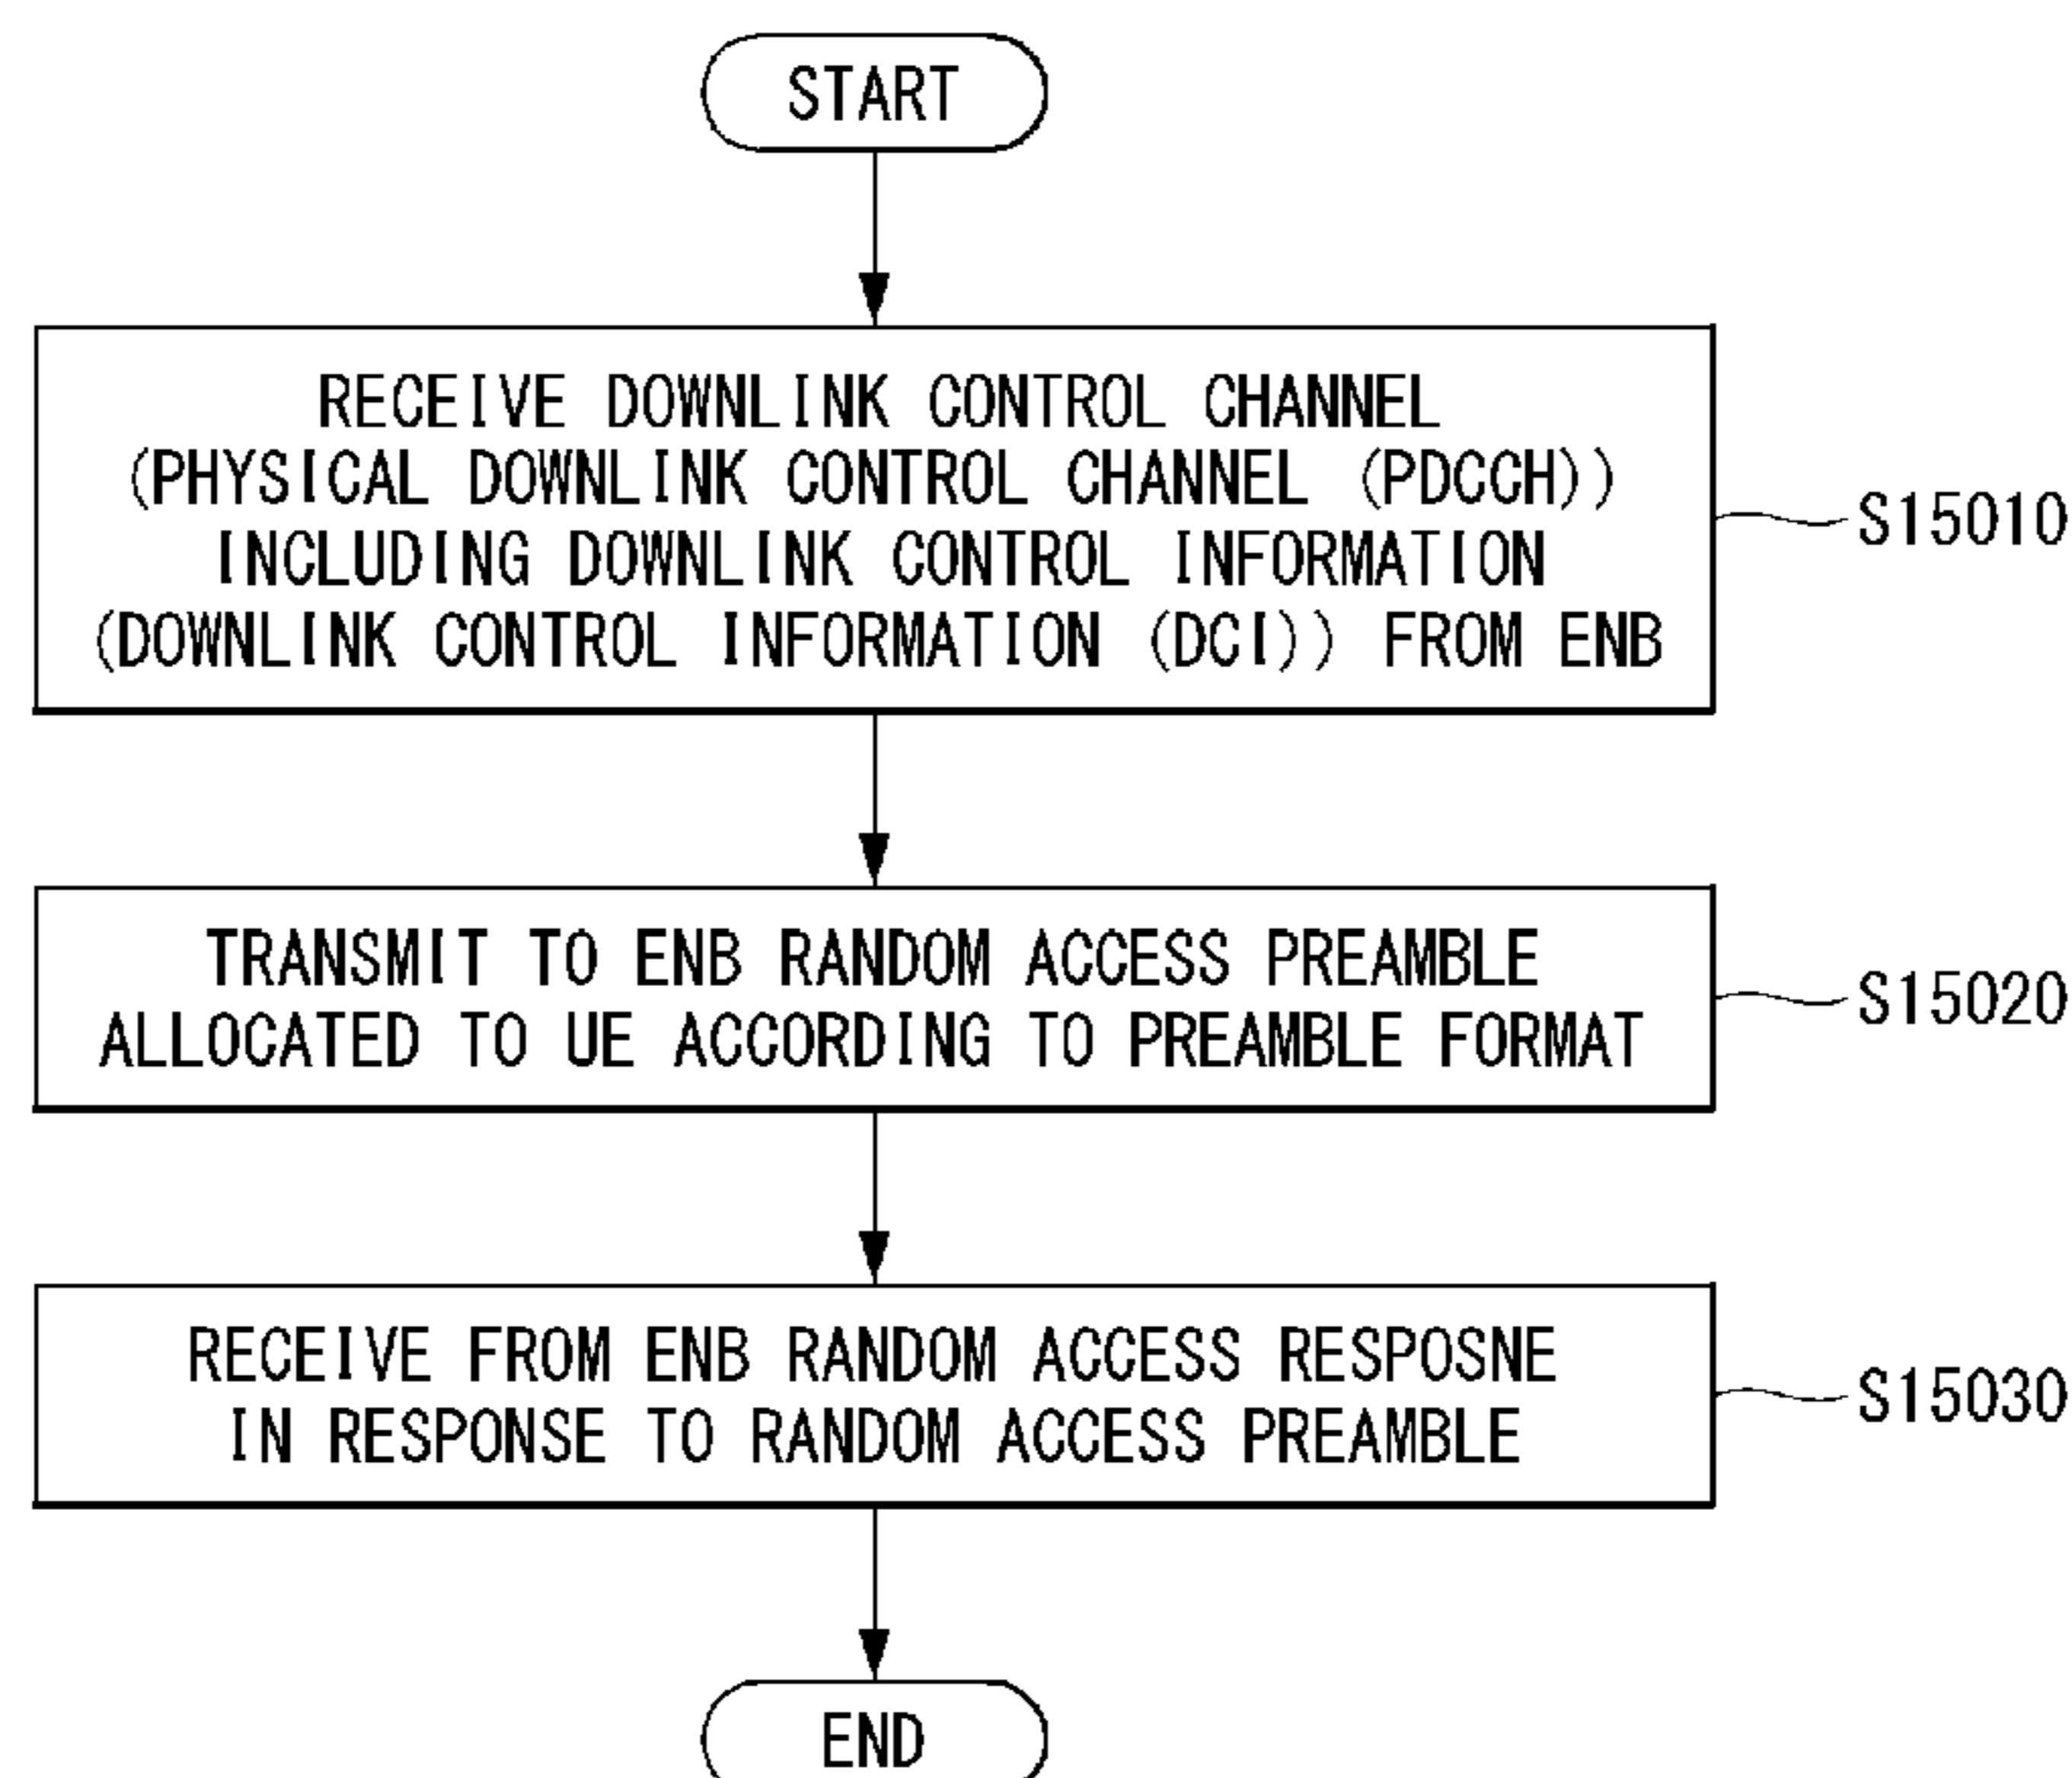 START
RECEIVE DOWNLINK CONTROL CHANNEL
(PHYSICAL DOWNLINK CONTROL CHANNEL (PDCCH))
INCLUDING DOWNLINK CONTROL INFORMATION
(DOWNLINK CONTROL INFORMATION (DCI)) FROM ENB
S15010
TRANSMIT TO ENB RANDOM ACCESS PREAMBLE
ALLOCATED TO UE ACCORDING TO PREAMBLE FORMAT
S15020
RECEIVE FROM ENB RANDOM ACCESS RESPOSNE
IN RESPONSE TO RANDOM ACCESS PREAMBLE
S15030
END